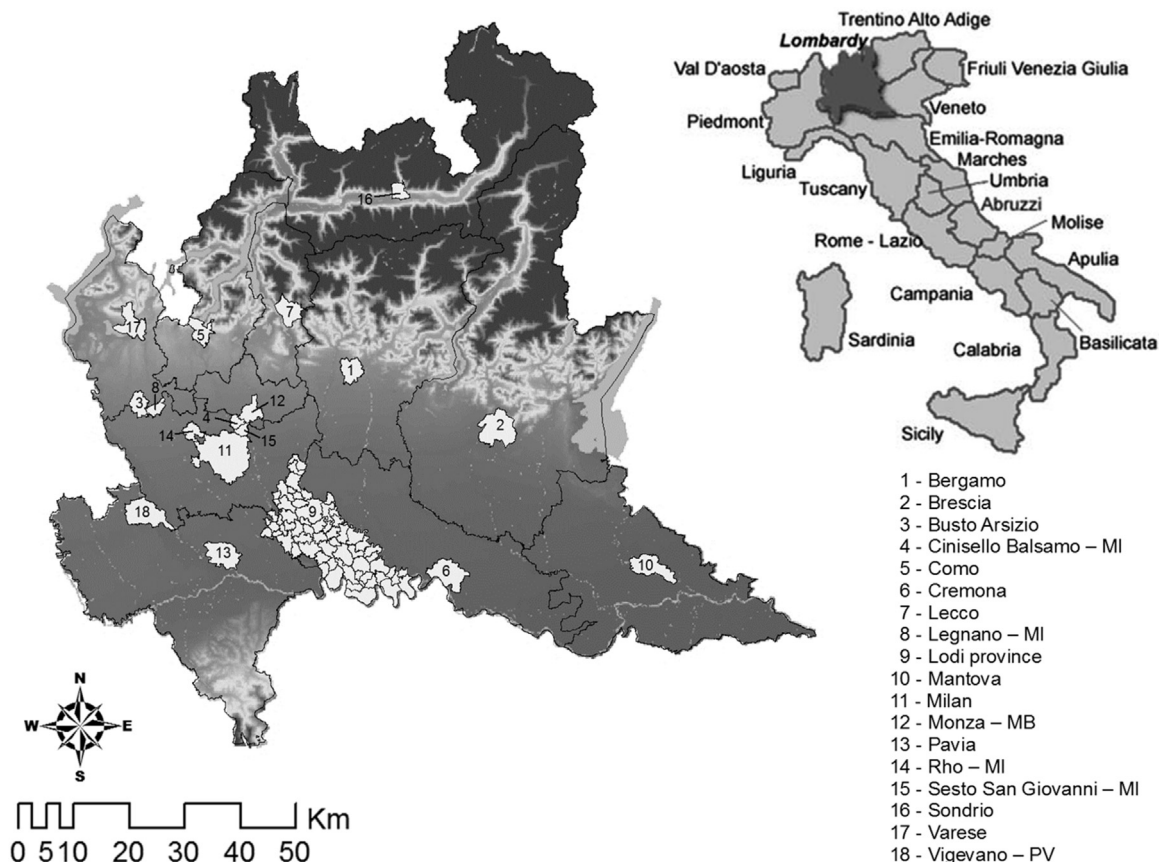 Trentino Alto Adige
Lombardy
Val D'aosta
Friuli Venezia Giulia
Piedmont
Veneto
Emilia-Romagna
Liguria
Marches
Tuscany
Umbria
Abruzzi
Rome - Lazio
Molise
Apulia
Campania
Sardinia
Calabria
Basilicata
Sicily
16
17
5
7
1
3
8
4
12
14
15
11
2
18
9
13
6
10
N
W E
S
Km
0 5 10 20 30 40 50
1 - Bergamo
2 - Brescia
3 - Busto Arsizio
4 - Cinisello Balsamo – MI
5 - Como
6 - Cremona
7 - Lecco
8 - Legnano – MI
9 - Lodi province
10 - Mantova
11 - Milan
12 - Monza – MB
13 - Pavia
14 - Rho – MI
15 - Sesto San Giovanni – MI
16 - Sondrio
17 - Varese
18 - Vigevano – PV